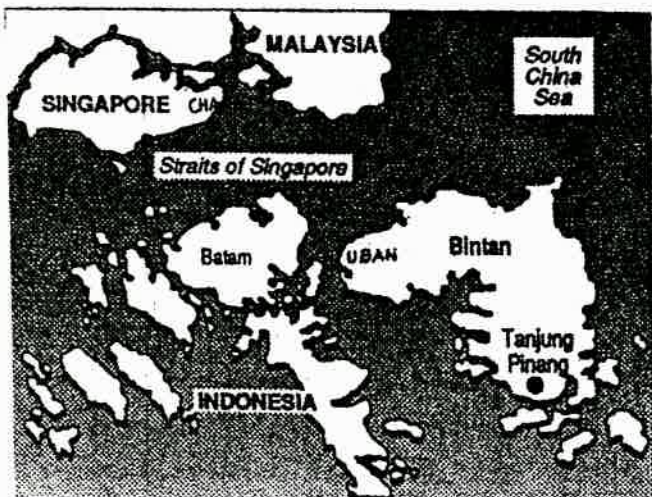 MALAYSIA
South
China
Sea
SINGAPORE
CHA
Straits of Singapore
Batam
UBAN
Bintan
Tanjung
Pinang
INDONESIA